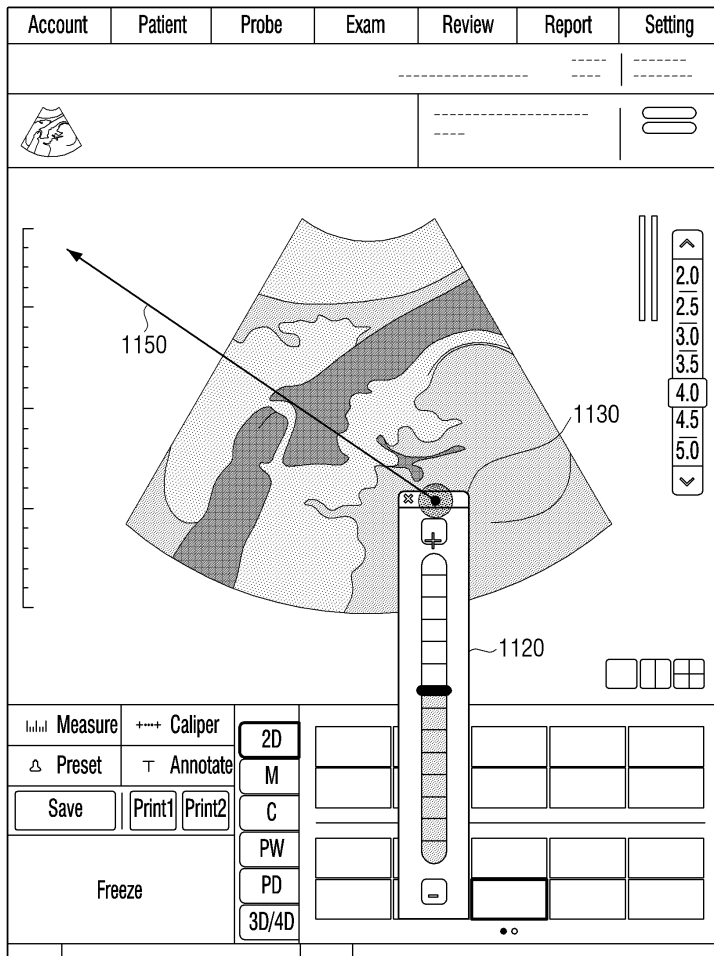 Account Patient Probe Exam Review Report Setting
1150
2.0
2.5
3.0
3.5
4.0
4.5
5.0
1130
1120
Measure Caliper
Preset Annotate
Save Print1 Print2
Freeze
2D
M
C
PW
PD
3D/4D